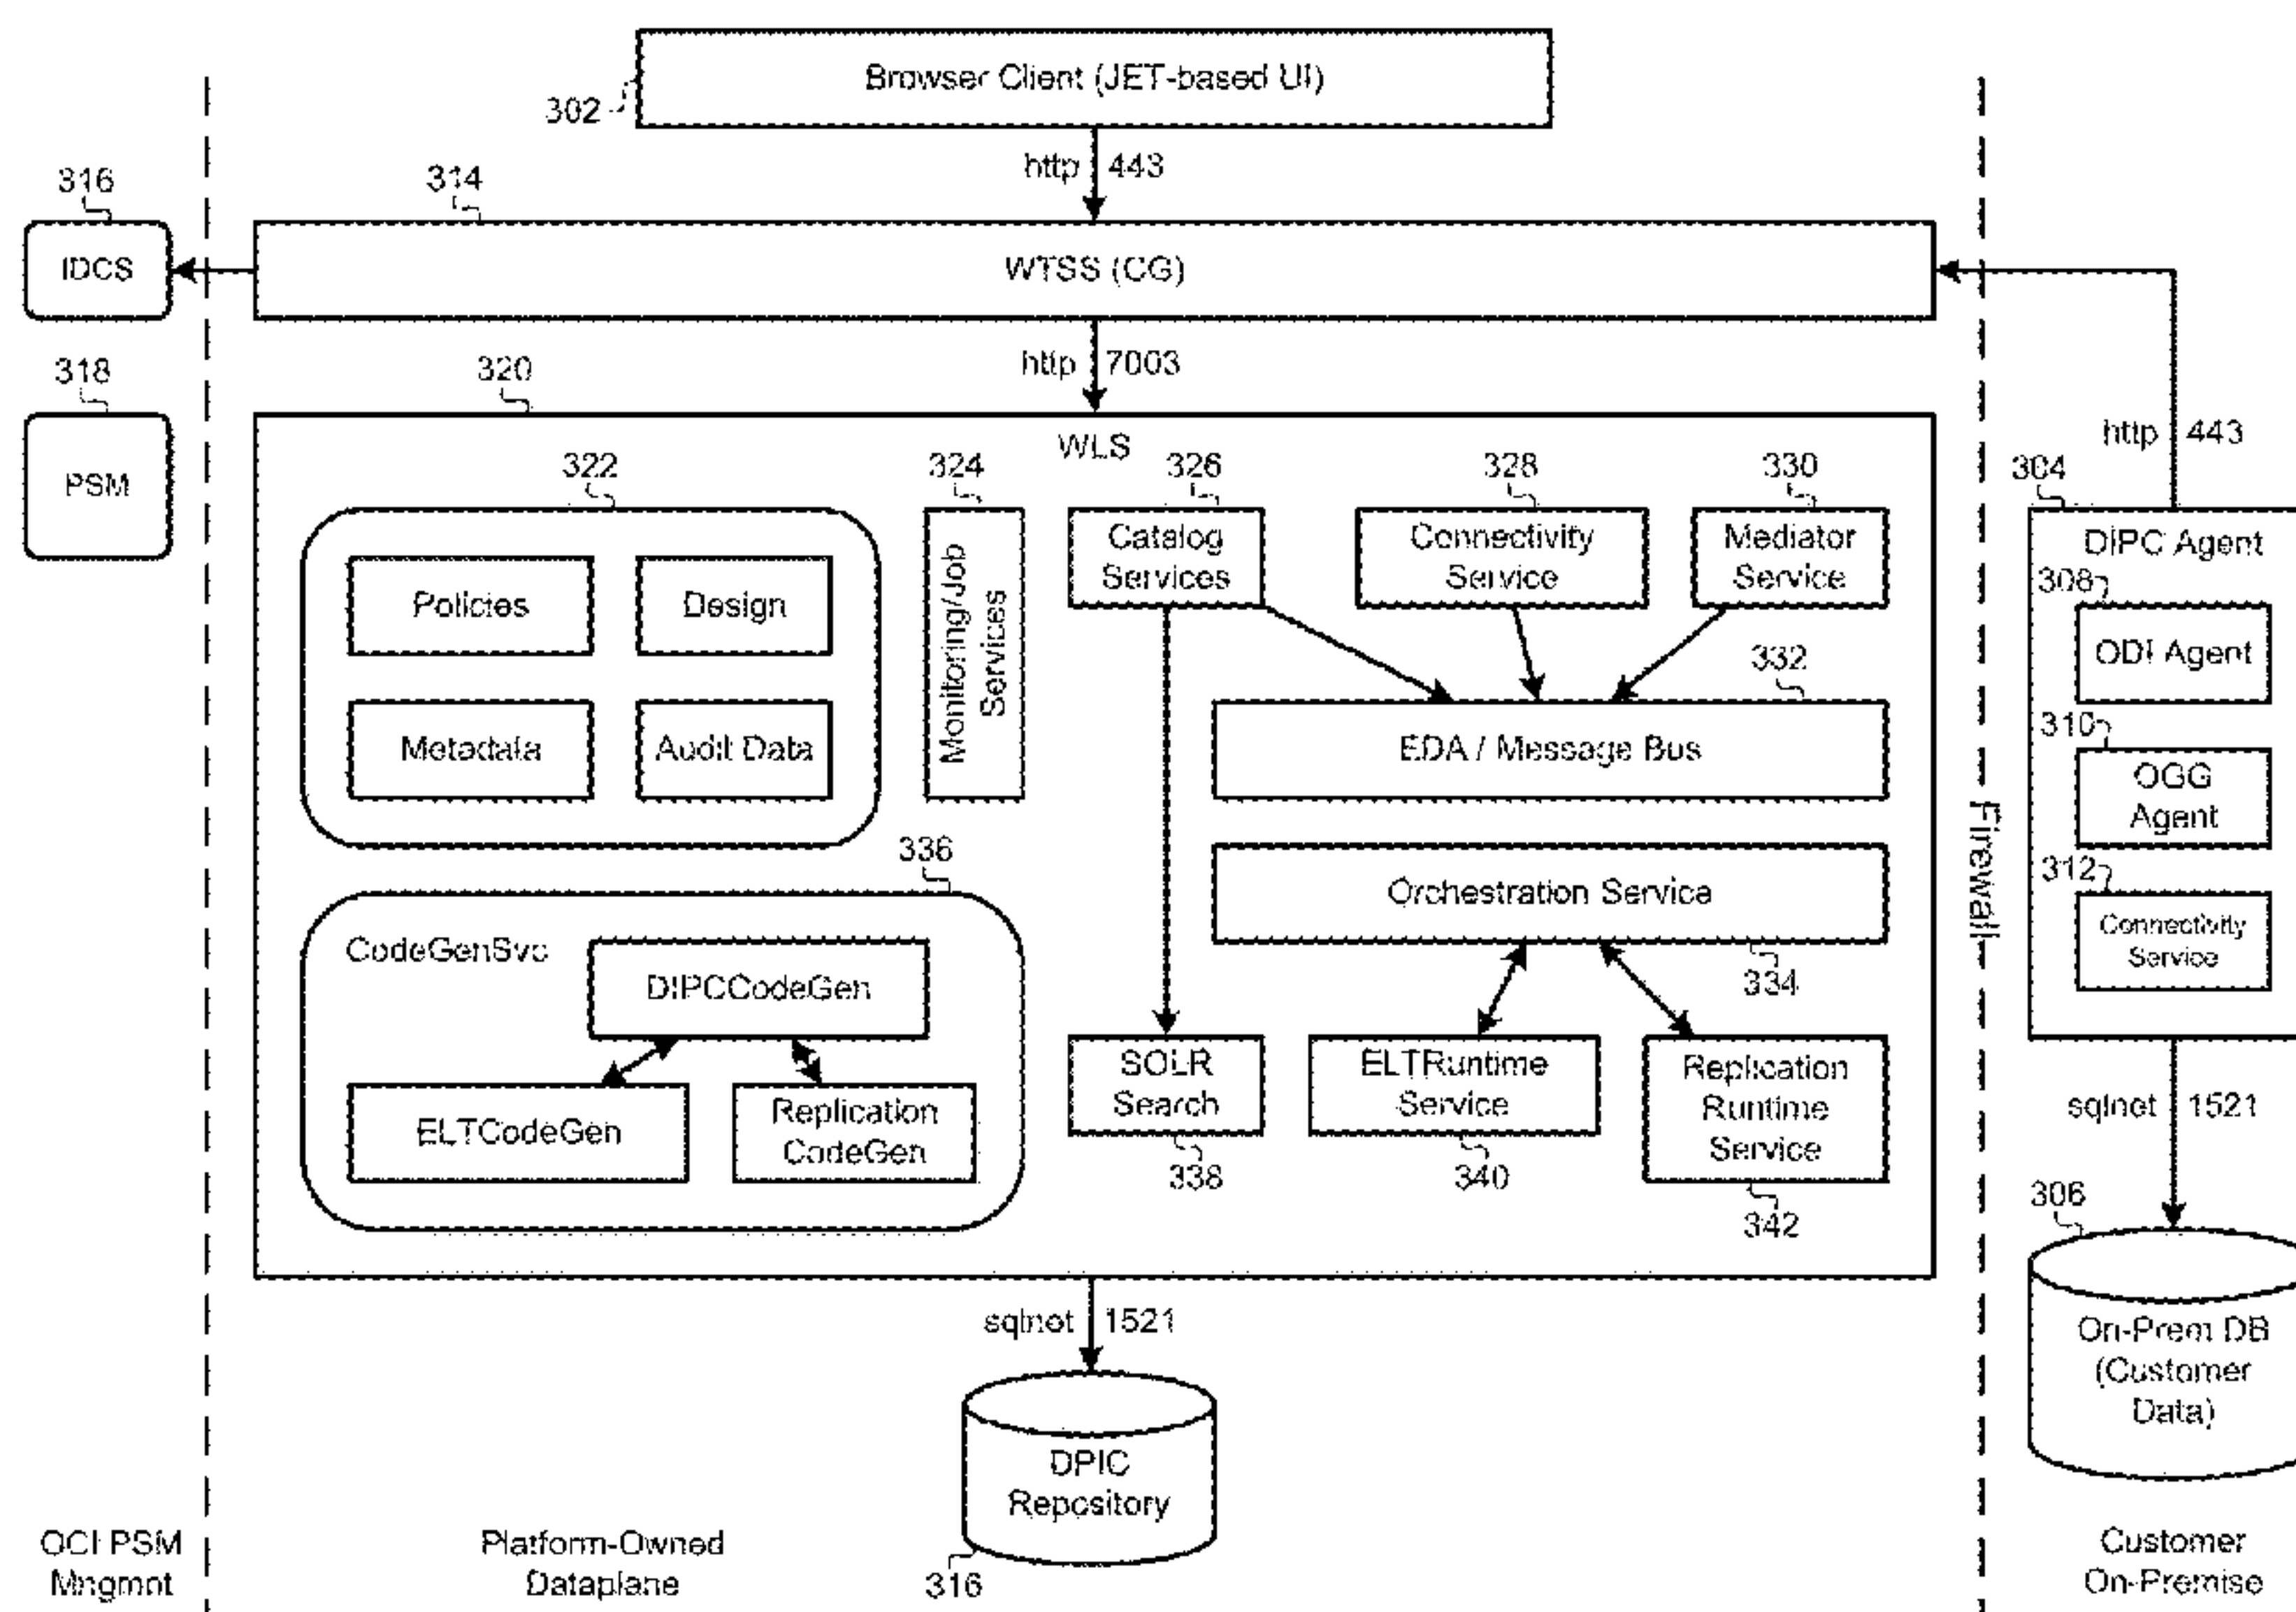 Browser Client (JET-based UI)
302
http 443
316
314
IDCS
WTSS (CG)
http 7003
318
320
PSM
WLS
322
324
326
328
330
Policies
Design
Metadata
Audit Data
Monitoring/Job
Services
Catalog
Services
Connectivity
Service
Mediator
Service
332
EDA / Message Bus
Orchestration Service
334
336
CodeGenSvc
DIPCCodeGen
ELTCodeGen
Replication
CodeGen
SOLR
Search
338
ELTRuntime
Service
340
Replication
Runtime
Service
342
sqlnet 1521
DPIC
Repository
316
Firewall
http 443
304
DIPC Agent
308
ODI Agent
310
OGG
Agent
312
Connectivity
Service
sqlnet 1521
306
On-Prem DB
(Customer
Data)
OCI PSM
Mngmnt
Platform-Owned
Dataplane
Customer
On-Premise